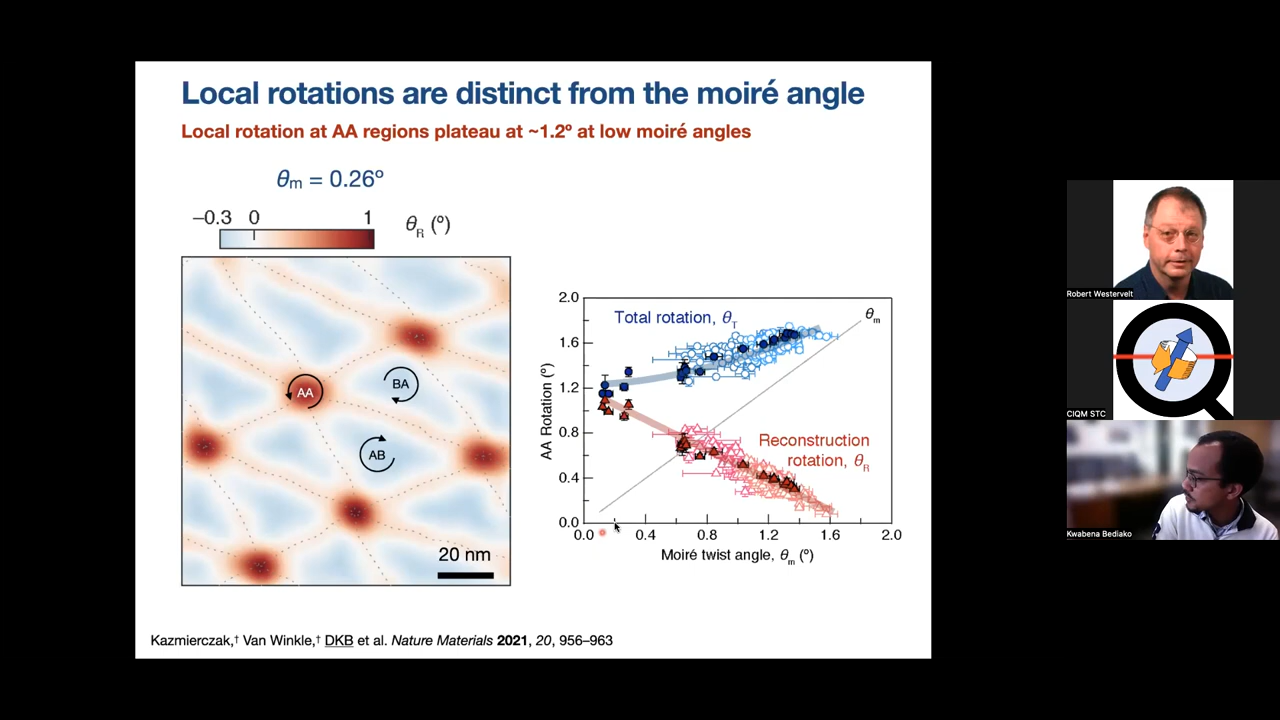 Local rotations are distinct from the moiré angle
Local rotation at AA regions plateau at ~1.2º at low moiré angles
θm = 0.26º
−0.3 0 1 θR (º)
AA
BA
AB
20 nm
2.0
1.6
1.2
0.8
0.4
0.0
AA Rotation (º)
Total rotation, θT
θm
Reconstruction
rotation, θR
0.0 0.4 0.8 1.2 1.6 2.0
Moiré twist angle, θm (º)
Kazmierczak,† Van Winkle,† DKB et al. Nature Materials 2021, 20, 956–963
Robert Westervelt
CIQM STC
Kwabena Bediako